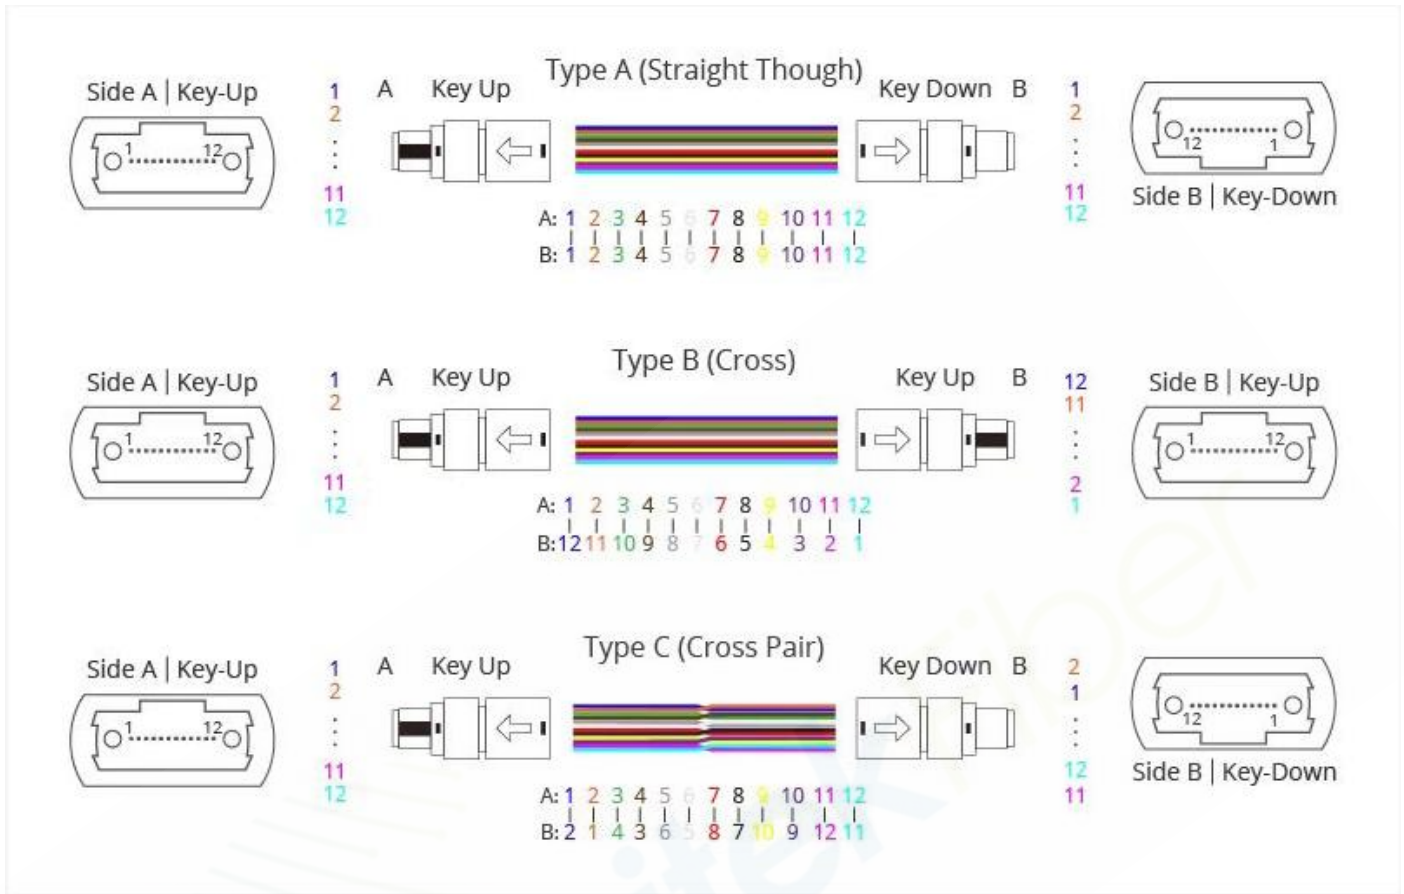 Type A (Straight Though)
Side A | Key-Up
1
2
11
12
A Key Up
Key Down B
1
2
11
12
1 12
12 1
Side B | Key-Down
A: 1 2 3 4 5 6 7 8 9 10 11 12
B: 1 2 3 4 5 6 7 8 9 10 11 12
Type B (Cross)
Side A | Key-Up
1
2
11
12
A Key Up
Key Up B
12
11
2
1
Side B | Key-Up
1 12
1 12
A: 1 2 3 4 5 6 7 8 9 10 11 12
B: 12 11 10 9 8 7 6 5 4 3 2 1
Type C (Cross Pair)
Side A | Key-Up
1
2
11
12
A Key Up
Key Down B
2
1
12
11
1 12
12 1
Side B | Key-Down
A: 1 2 3 4 5 6 7 8 9 10 11 12
B: 2 1 4 3 6 5 8 7 10 9 12 11